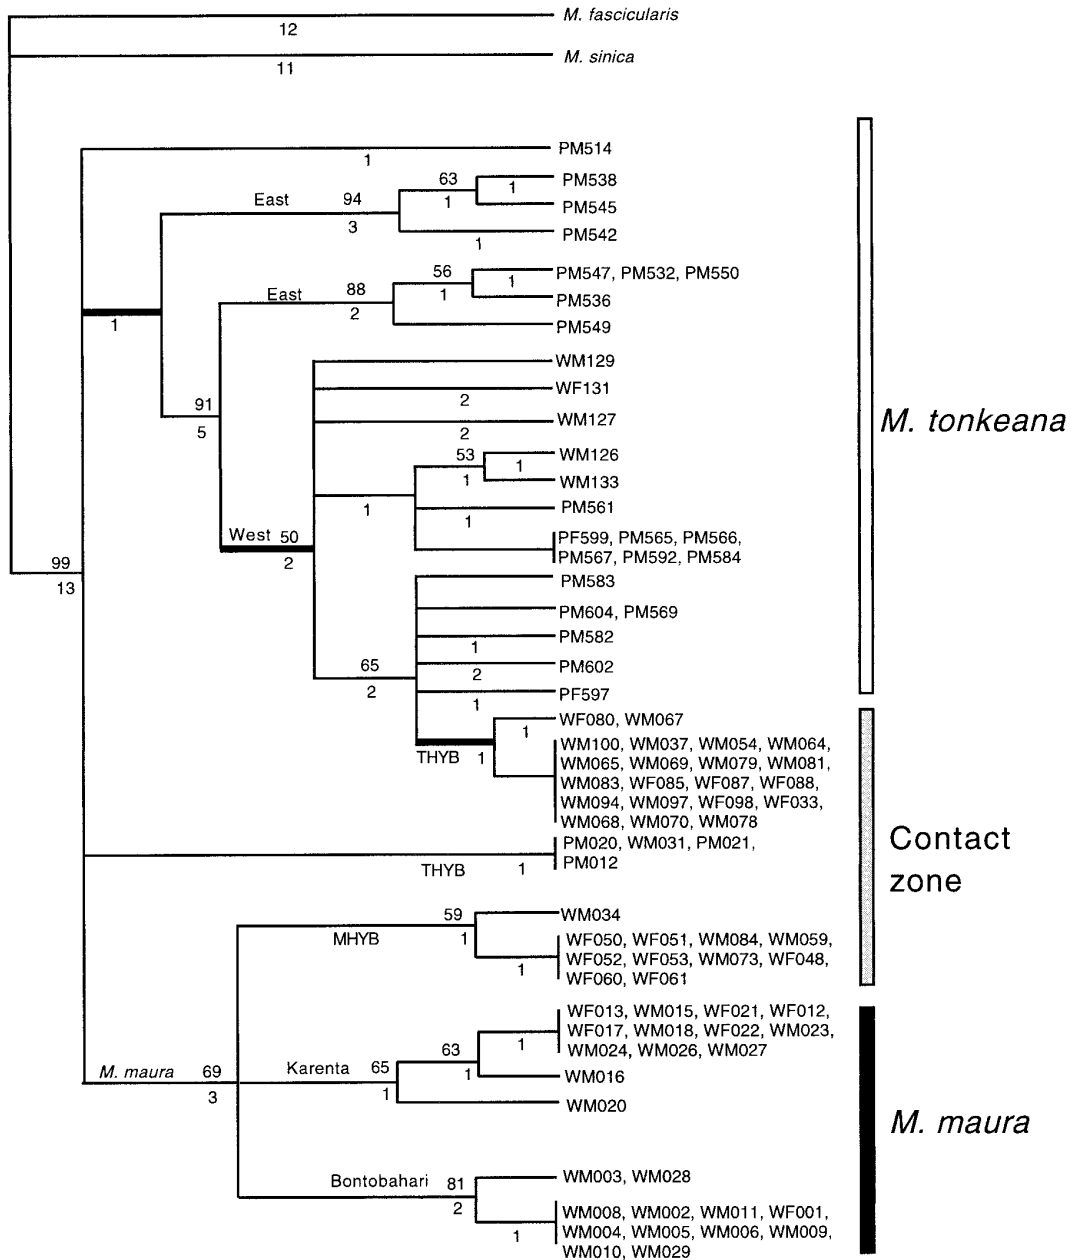 M. fascicularis
12
M. sinica
11
PM514
1
PM538
63
1
East
94
1
PM545
3
PM542
1
PM547, PM532, PM550
56
1
East
88
1
PM536
2
PM549
1
WM129
WF131
2
91
WM127
5
2
M. tonkeana
WM126
53
1
1
WM133
1
PM561
1
West
50
PF599, PM565, PM566,
PM567, PM592, PM584
2
99
PM583
13
PM604, PM569
PM582
1
65
PM602
2
2
PF597
1
WF080, WM067
1
THYB
1
WM100, WM037, WM054, WM064,
WM065, WM069, WM079, WM081,
WM083, WF085, WF087, WF088,
WM094, WM097, WF098, WF033,
WM068, WM070, WM078
PM020, WM031, PM021,
PM012
THYB
1
Contact
zone
59
WM034
MHYB
1
WF050, WF051, WM084, WM059,
WF052, WF053, WM073, WF048,
WF060, WF061
1
WF013, WM015, WF021, WF012,
WF017, WM018, WF022, WM023,
WM024, WM026, WM027
1
63
M. maura
69
Karenta
65
1
WM016
3
1
WM020
M. maura
Bontobahari
81
WM003, WM028
2
WM008, WM002, WM011, WF001,
WM004, WM005, WM006, WM009,
WM010, WM029
1